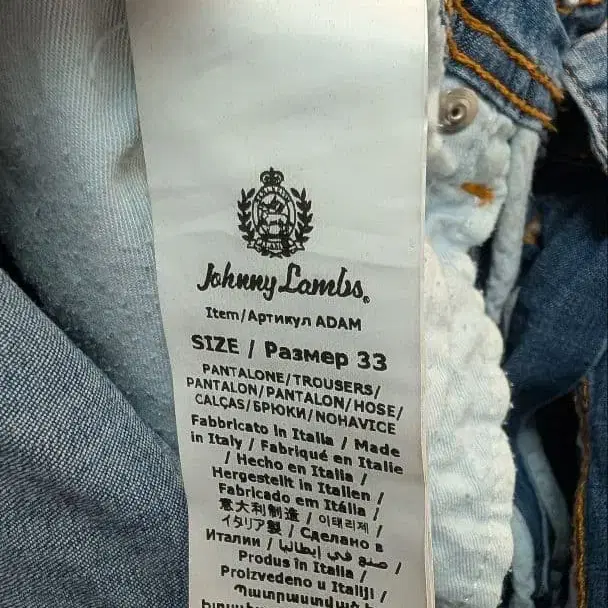 Johnny Lambs®
Item/Артикул ADAM
SIZE / Размер 33
PANTALONE/TROUSERS/
PANTALON/PANTALON/HOSE/
CALÇAS/БРЮКИ/NOHAVICE
Fabbricato in Italia / Made
in Italy / Fabriqué en Italie
/ Hecho en Italia /
Hergestellt in Italien /
Fabricado em Itália /
意大利制造 / 이태리제 /
イタリア製 / Сделано в
Италии / صنع في إيطاليا /
Produs în Italia /
Proizvedeno u Italiji /
Պատրաստված է